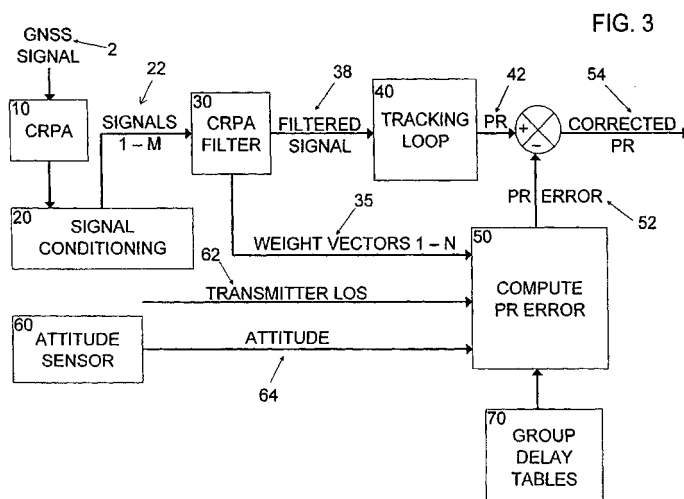 FIG. 3
GNSS
SIGNAL
2
10
CRPA
20
SIGNAL
CONDITIONING
22
SIGNALS
1 – M
30
CRPA
FILTER
38
FILTERED
SIGNAL
40
TRACKING
LOOP
42
PR
+
–
54
CORRECTED
PR
PR ERROR
52
35
WEIGHT VECTORS 1 – N
62
TRANSMITTER LOS
60
ATTITUDE
SENSOR
ATTITUDE
64
50
COMPUTE
PR ERROR
70
GROUP
DELAY
TABLES